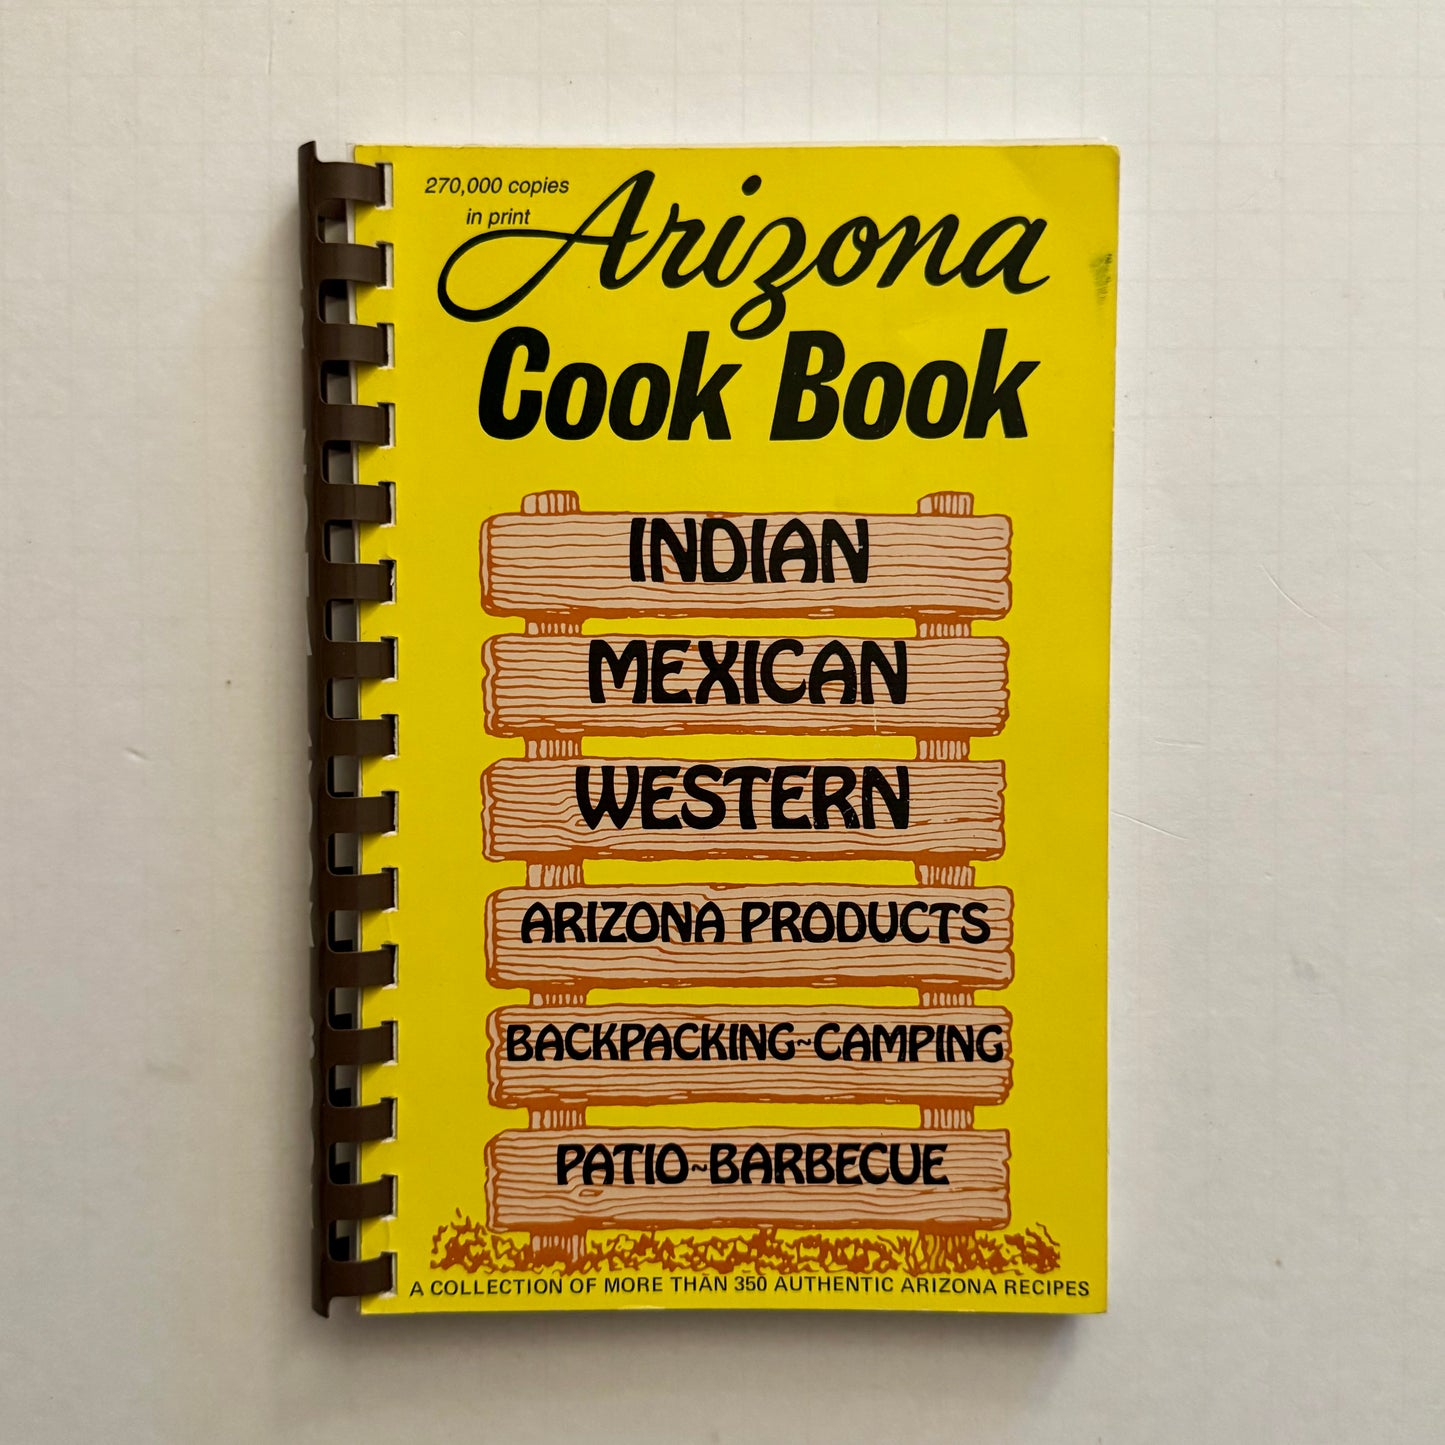 270,000 copies
in print
Arizona
Cook Book
INDIAN
MEXICAN
WESTERN
ARIZONA PRODUCTS
BACKPACKING~CAMPING
PATIO~BARBECUE
A COLLECTION OF MORE THAN 350 AUTHENTIC ARIZONA RECIPES